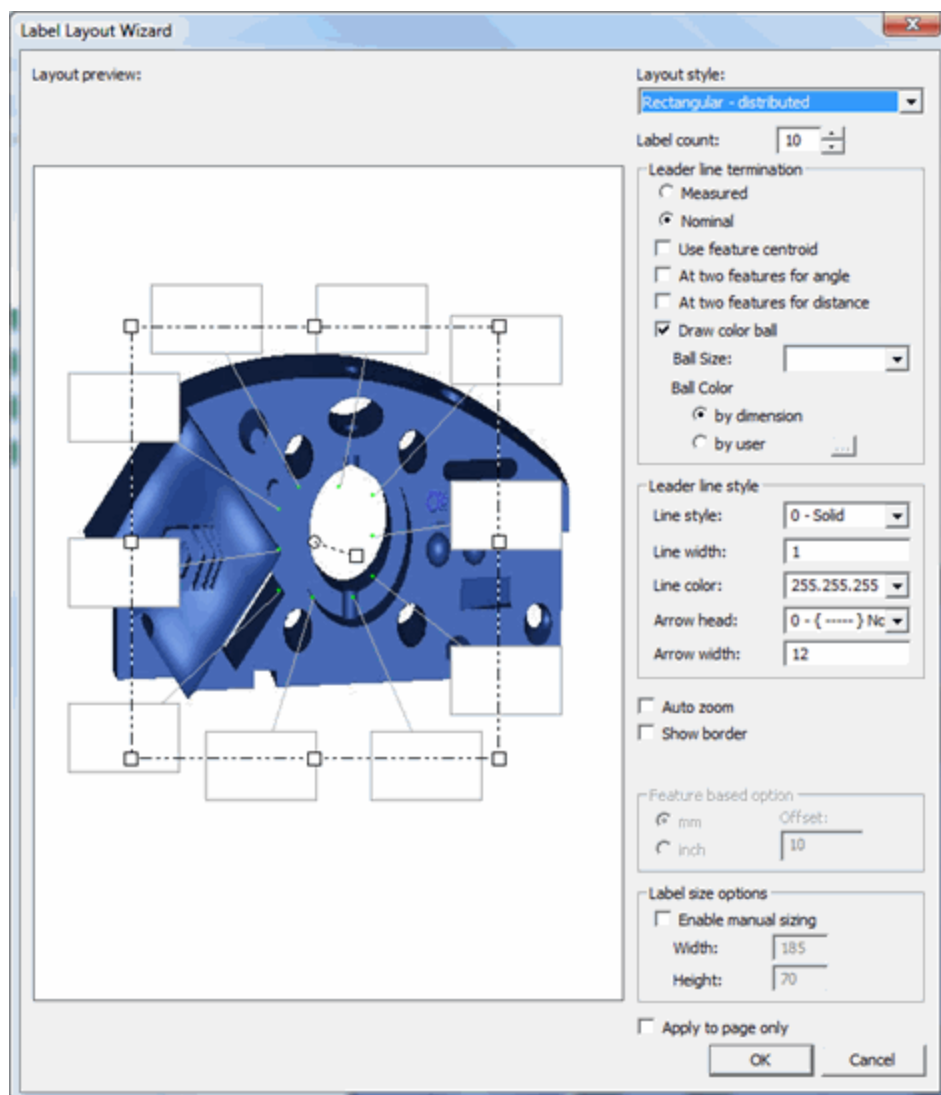 Label Layout Wizard
Layout preview:
Layout style:
Rectangular - distributed
Label count:
10
Leader line termination
Measured
Nominal
Use feature centroid
At two features for angle
At two features for distance
Draw color ball
Ball Size:
Ball Color
by dimension
by user
...
Leader line style
Line style:
0 - Solid
Line width:
1
Line color:
255.255.255
Arrow head:
0 - { ----- } Nc
Arrow width:
12
Auto zoom
Show border
Feature based option
mm
Offset:
inch
10
Label size options
Enable manual sizing
Width:
185
Height:
70
Apply to page only
OK
Cancel